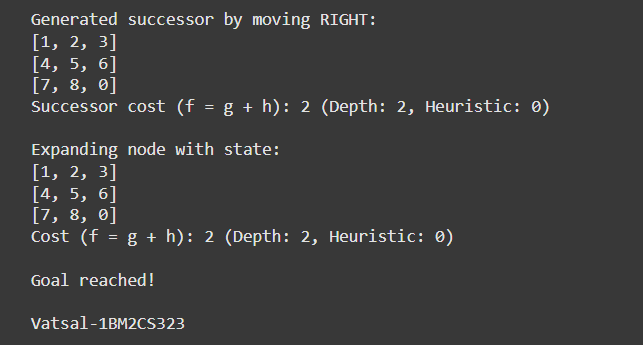 Generated successor by moving RIGHT:
[1, 2, 3]
[4, 5, 6]
[7, 8, 0]
Successor cost (f = g + h): 2 (Depth: 2, Heuristic: 0)
Expanding node with state:
[1, 2, 3]
[4, 5, 6]
[7, 8, 0]
Cost (f = g + h): 2 (Depth: 2, Heuristic: 0)
Goal reached!
Vatsal-1BM2CS323